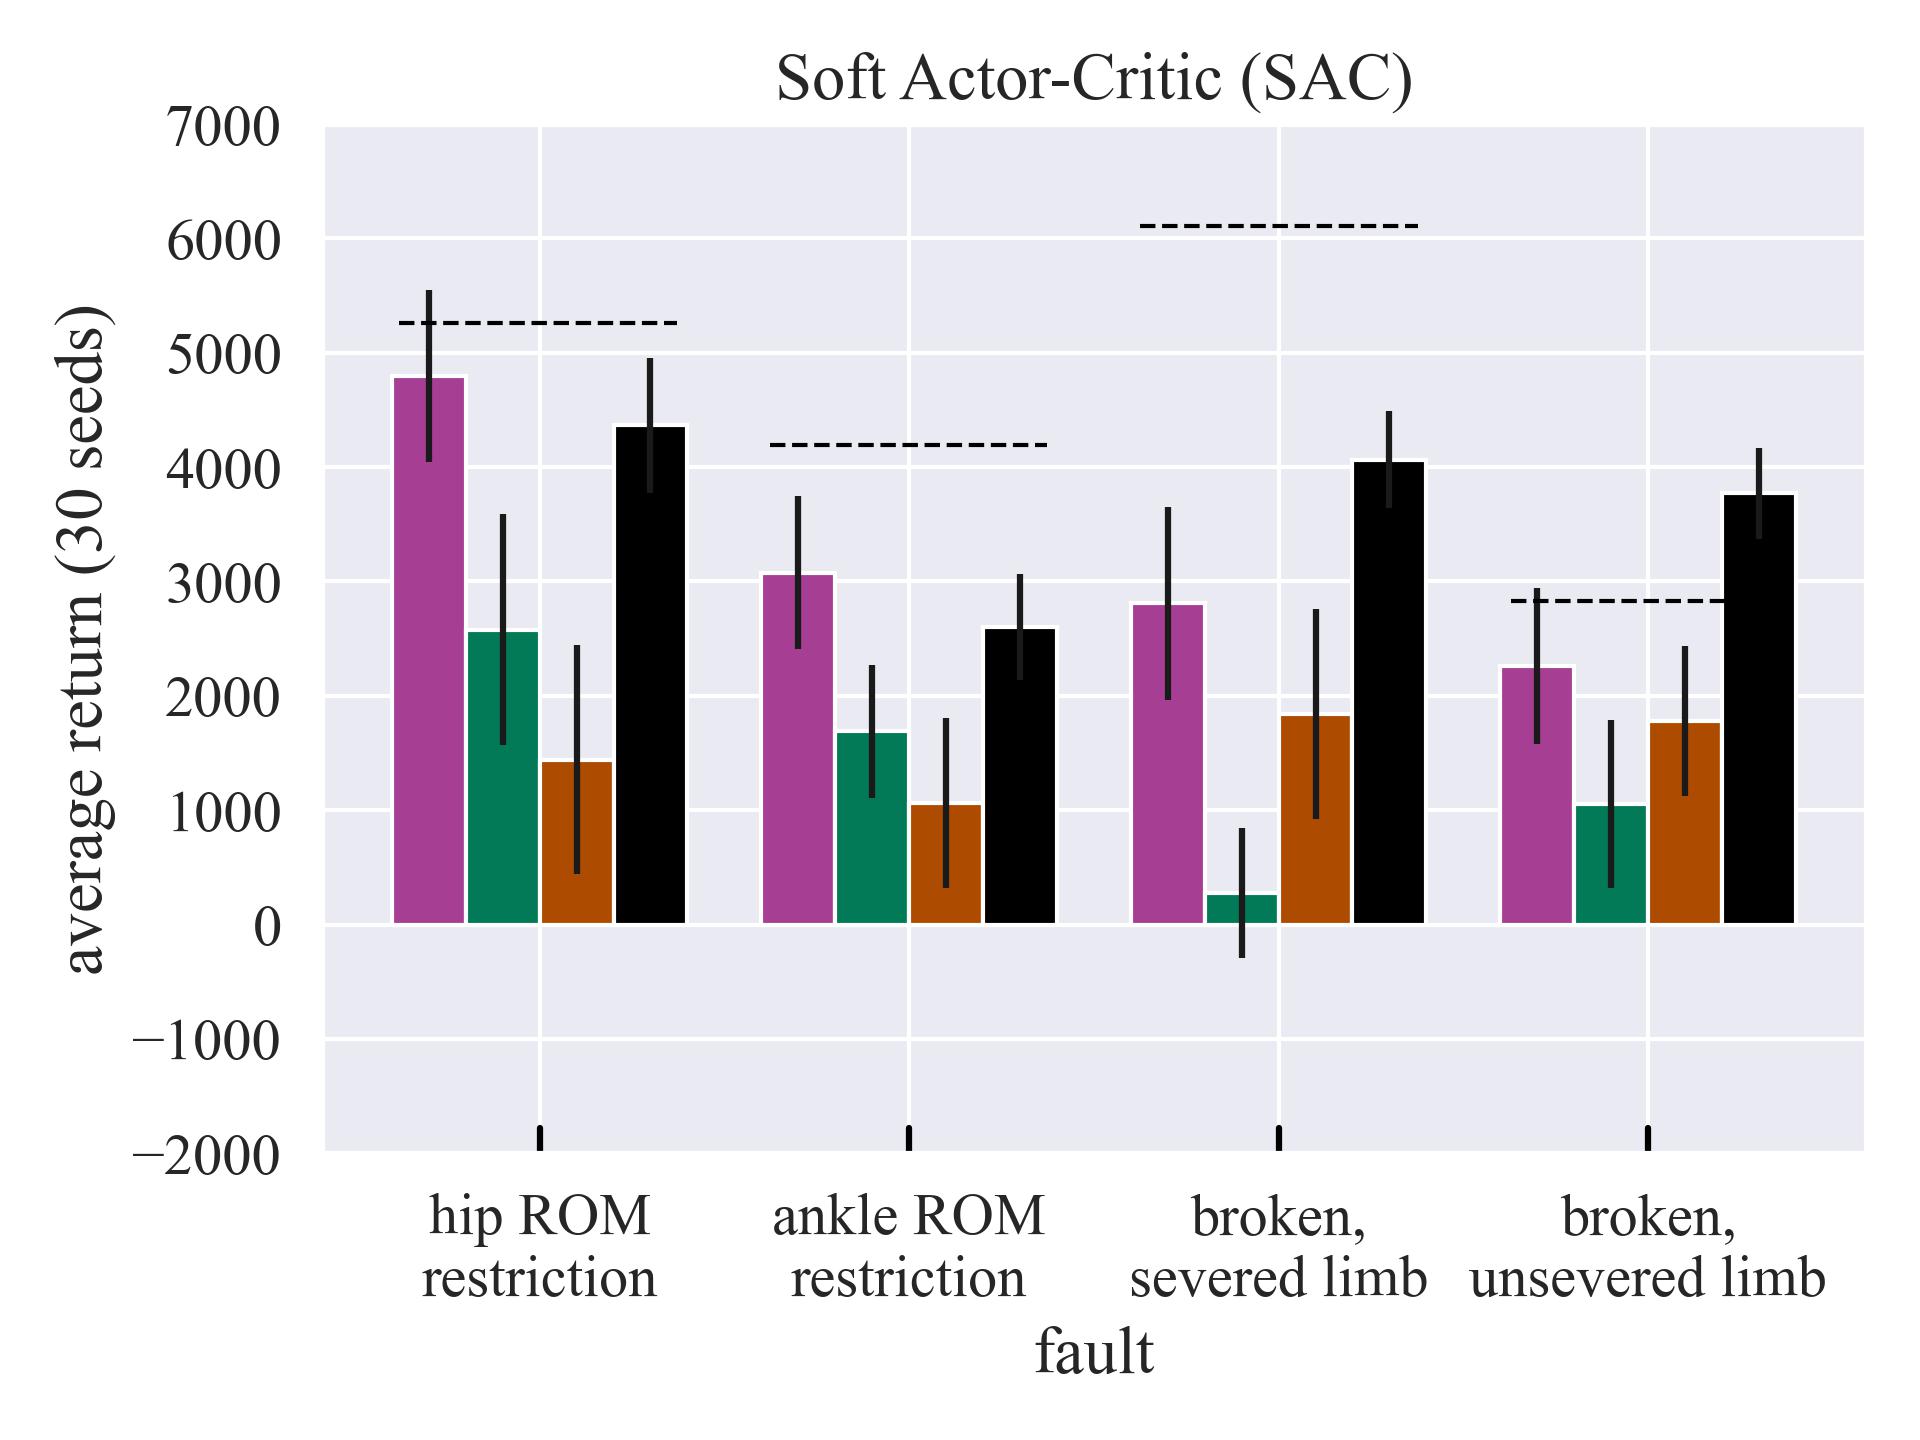 Soft Actor-Critic (SAC)
7000
6000
5000
4000
3000
2000
1000
0
−1000
−2000
average return (30 seeds)
hip ROM
restriction
ankle ROM
restriction
broken,
severed limb
broken,
unsevered limb
fault